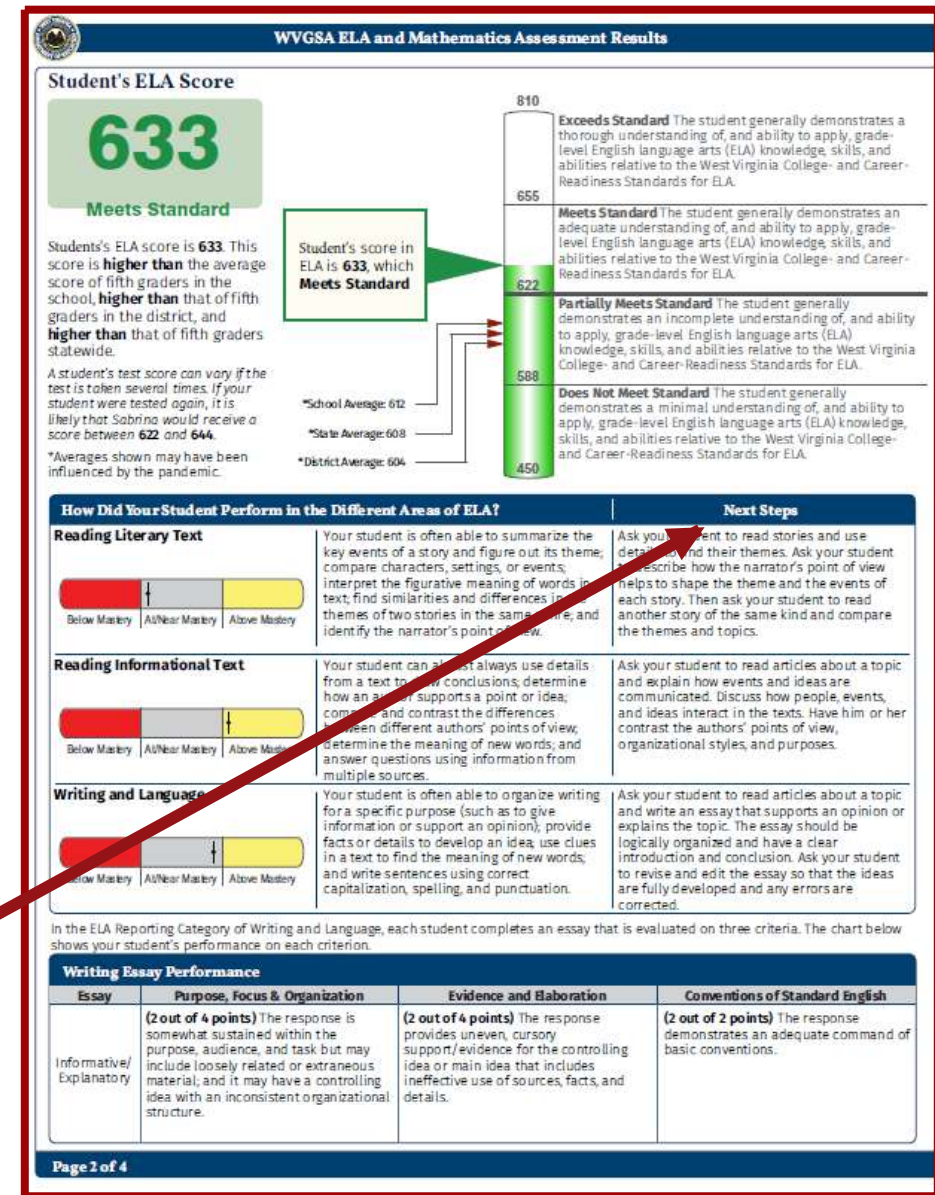 WVGSA ELA and Mathematics Assessment Results
Student's ELA Score
633
Meets Standard
Students's ELA score is 633. This
score is higher than the average
score of fifth graders in the
school, higher than that of fifth
graders in the district, and
higher than that of fifth graders
statewide.
A student's test score can vary if the
test is taken several times. If your
student were tested again, it is
likely that Sabrina would receive a
score between 622 and 644.
*Averages shown may have been
influenced by the pandemic.
Student's score in
ELA is 633, which
Meets Standard
*School Average: 612
*State Average: 608
*District Average: 604
810
655
622
588
450
Exceeds Standard The student generally demonstrates a
thorough understanding of, and ability to apply, grade-
level English language arts (ELA) knowledge, skills, and
abilities relative to the West Virginia College- and Career-
Readiness Standards for ELA.
Meets Standard The student generally demonstrates an
adequate understanding of, and ability to apply, grade-
level English language arts (ELA) knowledge, skills, and
abilities relative to the West Virginia College- and Career-
Readiness Standards for ELA.
Partially Meets Standard The student generally
demonstrates an incomplete understanding of, and ability
to apply, grade-level English language arts (ELA)
knowledge, skills, and abilities relative to the West Virginia
College- and Career-Readiness Standards for ELA.
Does Not Meet Standard The student generally
demonstrates a minimal understanding of, and ability to
apply, grade-level English language arts (ELA) knowledge,
skills, and abilities relative to the West Virginia College-
and Career-Readiness Standards for ELA.
How Did Your Student Perform in the Different Areas of ELA?
Next Steps
Reading Literary Text
Below Mastery At/Near Mastery Above Mastery
Your student is often able to summarize the
key events of a story and figure out its theme;
compare characters, settings, or events;
interpret the figurative meaning of words in
text; find similarities and differences in
themes of two stories in the same and
identify the narrator's point of
Ask your to read stories and use
their themes. Ask your student
describe how the narrator's point of view
helps to shape the theme and the events of
each story. Then ask your student to read
another story of the same kind and compare
the themes and topics.
Reading Informational Text
Below Mastery At/Near Mastery Above Mastery
Your student can always use details
from a text to conclusions; determine
how an supports a point or idea;
and contrast the differences
different authors' points of view;
determine the meaning of new words; and
answer questions using information from
multiple sources.
Ask your student to read articles about a topic
and explain how events and ideas are
communicated. Discuss how people, events,
and ideas interact in the texts. Have him or her
contrast the authors' points of view,
organizational styles, and purposes.
Writing and Language
Below Mastery At/Near Mastery Above Mastery
Your student is often able to organize writing
for a specific purpose (such as to give
information or support an opinion); provide
facts or details to develop an idea; use clues
in a text to find the meaning of new words;
and write sentences using correct
capitalization, spelling, and punctuation.
Ask your student to read articles about a topic
and write an essay that supports an opinion or
explains the topic. The essay should be
logically organized and have a clear
introduction and conclusion. Ask your student
to revise and edit the essay so that the ideas
are fully developed and any errors are
corrected.
In the ELA Reporting Category of Writing and Language, each student completes an essay that is evaluated on three criteria. The chart below
shows your student's performance on each criterion.
Writing Essay Performance
Essay
Purpose, Focus & Organization
Evidence and Elaboration
Conventions of Standard English
Informative/
Explanatory
(2 out of 4 points) The response is
somewhat sustained within the
purpose, audience, and task but may
include loosely related or extraneous
material; and it may have a controlling
idea with an inconsistent organizational
structure.
(2 out of 4 points) The response
provides uneven, cursory
support/evidence for the controlling
idea or main idea that includes
ineffective use of sources, facts, and
details.
(2 out of 2 points) The response
demonstrates an adequate command of
basic conventions.
Page 2 of 4